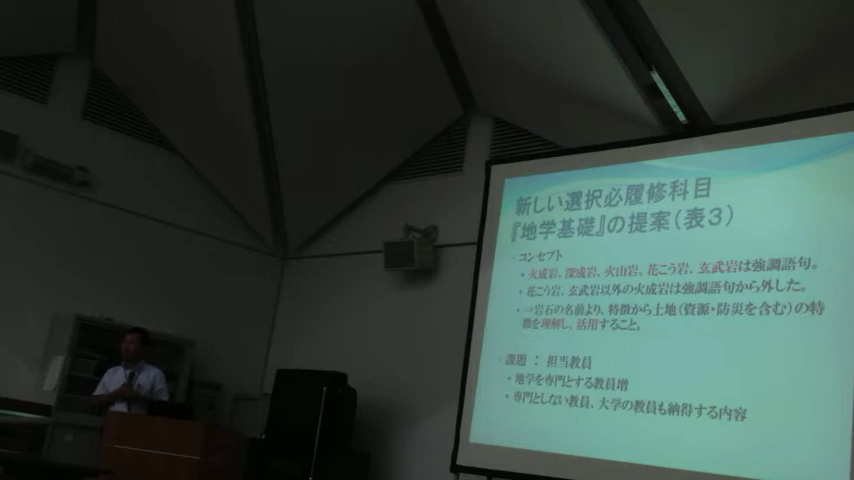 新しい選択必履修科目
『地学基礎』の提案(表3)
コンセプト
・火成岩、深成岩、火山岩、花こう岩、玄武岩は強調語句。
・花こう岩、玄武岩以外の火成岩は強調語句から外した。
・⇒岩石の名前より、特徴から土地(資源・防災を含む)の特
徴を理解し、活用すること。
課題 : 担当教員
・地学を専門とする教員増
・専門としない教員、大学の教員も納得する内容